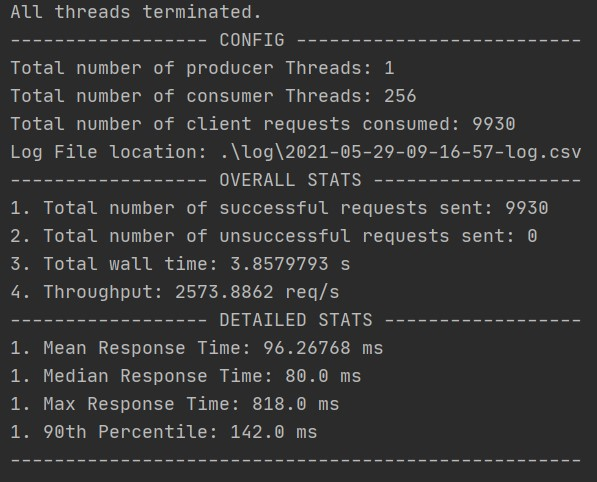 All threads terminated.
------------------ CONFIG --------------------------
Total number of producer Threads: 1
Total number of consumer Threads: 256
Total number of client requests consumed: 9930
Log File location: .\log\2021-05-29-09-16-57-log.csv
------------------ OVERALL STATS -------------------
1. Total number of successful requests sent: 9930
2. Total number of unsuccessful requests sent: 0
3. Total wall time: 3.8579793 s
4. Throughput: 2573.8862 req/s
------------------ DETAILED STATS ------------------
1. Mean Response Time: 96.26768 ms
1. Median Response Time: 80.0 ms
1. Max Response Time: 818.0 ms
1. 90th Percentile: 142.0 ms
----------------------------------------------------